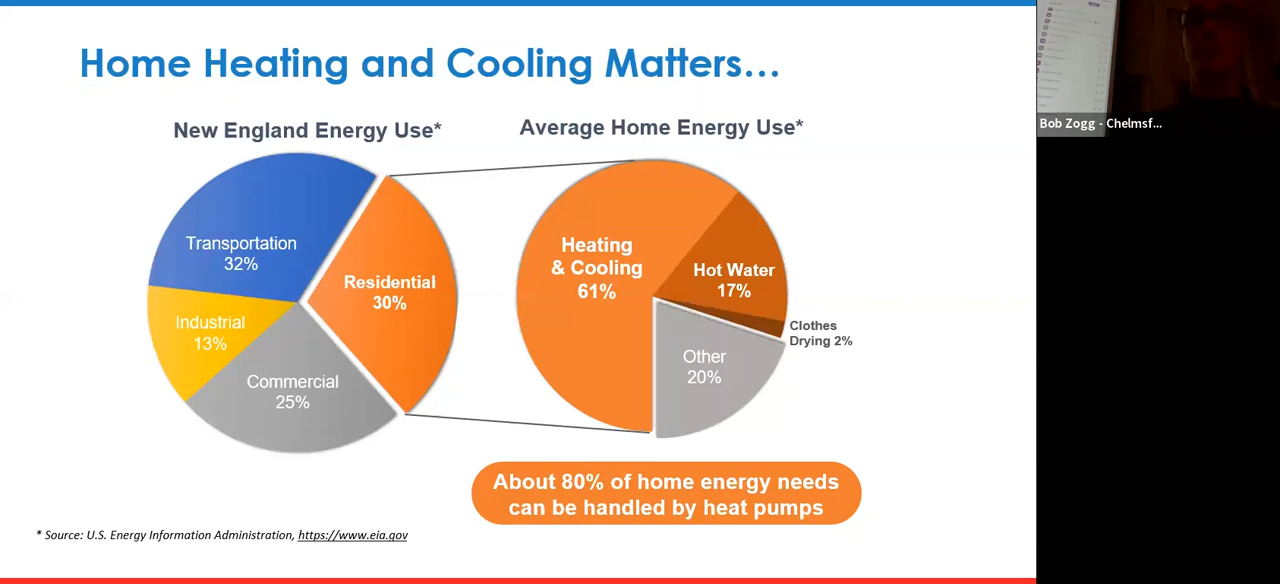 Home Heating and Cooling Matters...
New England Energy Use*
Average Home Energy Use*
Transportation
32%
Residential
30%
Industrial
13%
Commercial
25%
Heating
& Cooling
61%
Hot Water
17%
Clothes
Drying 2%
Other
20%
About 80% of home energy needs
can be handled by heat pumps
* Source: U.S. Energy Information Administration, https://www.eia.gov
Bob Zogg - Chelmsf...